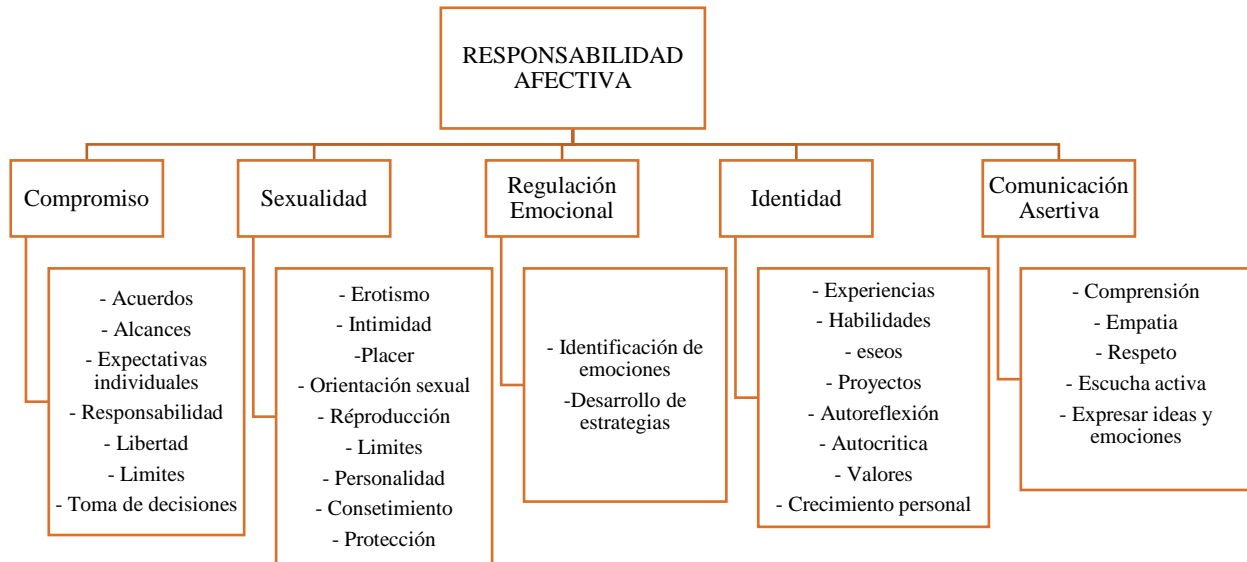 RESPONSABILIDAD
AFECTIVA
Compromiso
- Acuerdos
- Alcances
- Expectativas
individuales
- Responsabilidad
- Libertad
- Limites
- Toma de decisiones
Sexualidad
- Erotismo
- Intimidad
-Placer
- Orientación sexual
- Réproducción
- Limites
- Personalidad
- Consetimiento
- Protección
Regulación
Emocional
- Identificación de
emociones
-Desarrollo de
estrategias
Identidad
- Experiencias
- Habilidades
- eseos
- Proyectos
- Autoreflexión
- Autocritica
- Valores
- Crecimiento personal
Comunicación
Asertiva
- Comprensión
- Empatia
- Respeto
- Escucha activa
- Expresar ideas y
emociones